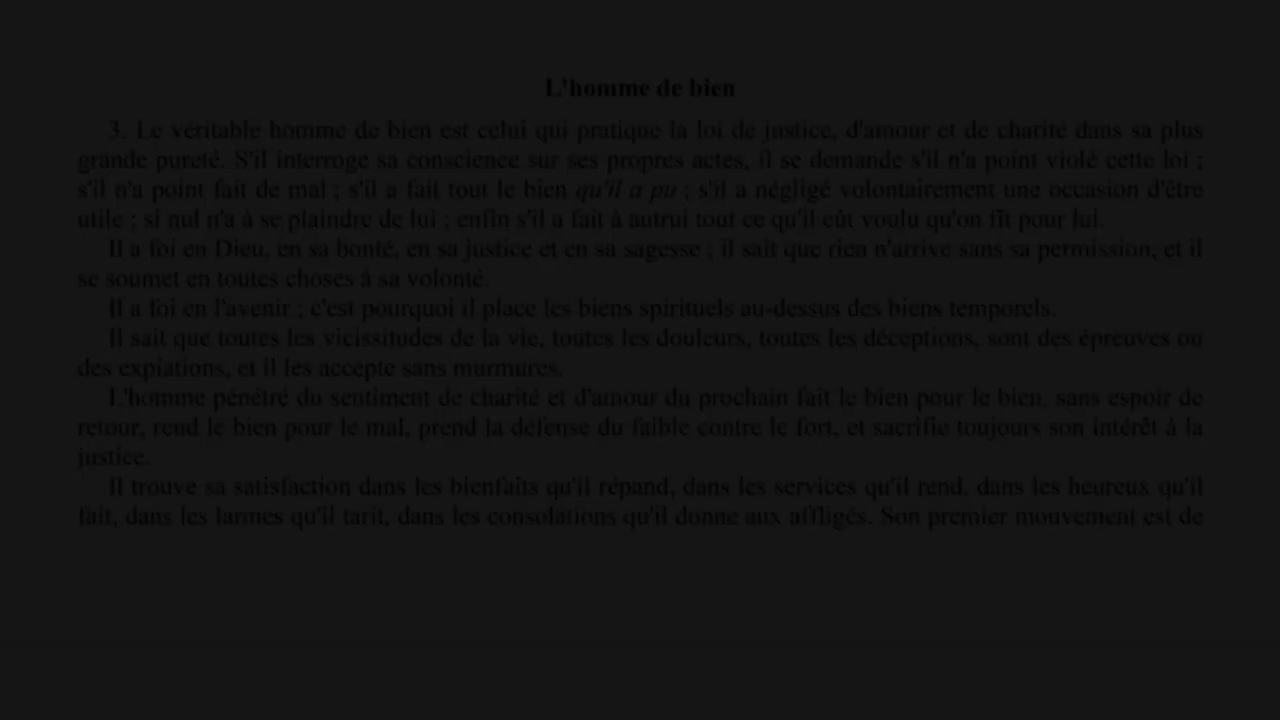 L'homme de bien
3. Le véritable homme de bien est celui qui pratique la loi de justice, d'amour et de charité dans sa plus
grande pureté. S'il interroge sa conscience sur ses propres actes, il se demande s'il n'a point violé cette loi ;
s'il n'a point fait de mal ; s'il a fait tout le bien qu'il a pu ; s'il a négligé volontairement une occasion d'être
utile ; si nul n'a à se plaindre de lui ; enfin s'il a fait à autrui tout ce qu'il eût voulu qu'on fît pour lui.
Il a foi en Dieu, en sa bonté, en sa justice et en sa sagesse ; il sait que rien n'arrive sans sa permission, et il
se soumet en toutes choses à sa volonté.
Il a foi en l'avenir ; c'est pourquoi il place les biens spirituels au-dessus des biens temporels.
Il sait que toutes les vicissitudes de la vie, toutes les douleurs, toutes les déceptions, sont des épreuves ou
des expiations, et il les accepte sans murmures.
L'homme pénétré du sentiment de charité et d'amour du prochain fait le bien pour le bien, sans espoir de
retour, rend le bien pour le mal, prend la défense du faible contre le fort, et sacrifie toujours son intérêt à la
justice.
Il trouve sa satisfaction dans les bienfaits qu'il répand, dans les services qu'il rend, dans les heureux qu'il
fait, dans les larmes qu'il tarit, dans les consolations qu'il donne aux affligés. Son premier mouvement est de